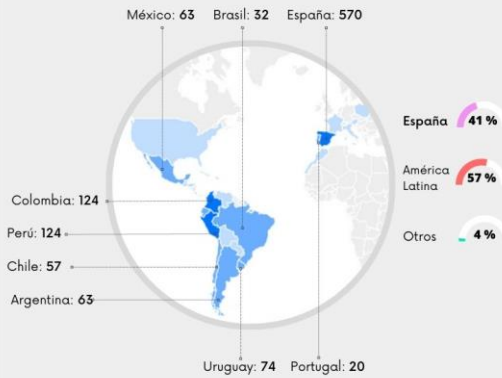 México: 63
Brasil: 32
España: 570
España
41 %
América
Latina
57 %
Otros
4 %
Colombia: 124
Perú: 124
Chile: 57
Argentina: 63
Uruguay: 74
Portugal: 20